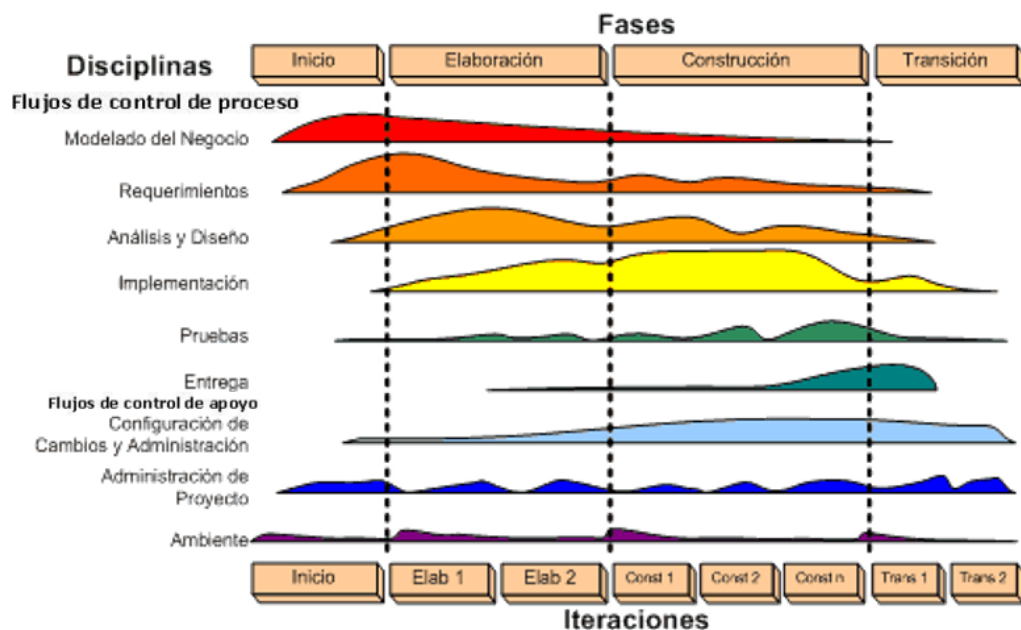 Fases
Disciplinas
Inicio
Elaboración
Construcción
Transición
Flujos de control de proceso
Modelado del Negocio
Requerimientos
Análisis y Diseño
Implementación
Pruebas
Entrega
Flujos de control de apoyo
Configuración de
Cambios y Administración
Administración de
Proyecto
Ambiente
Inicio
Elab 1
Elab 2
Const 1
Const 2
Const n
Trans 1
Trans 2
Iteraciones